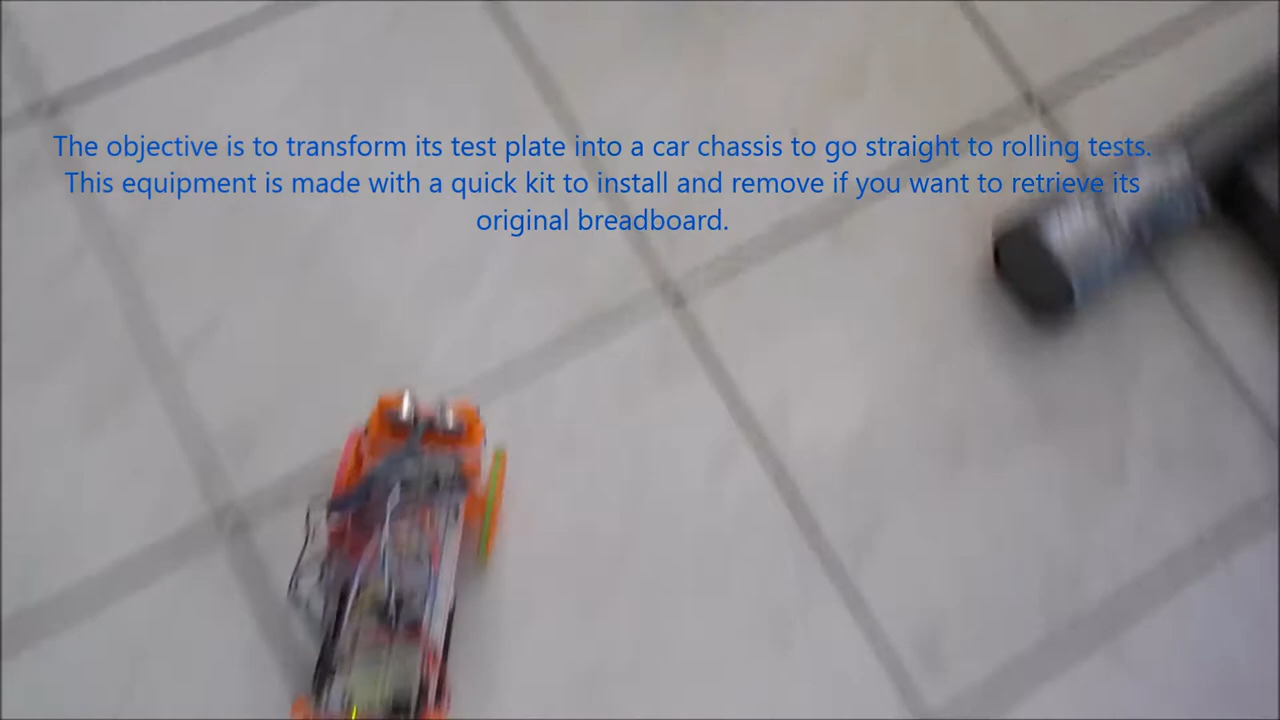 The objective is to transform its test plate into a car chassis to go straight to rolling tests.
This equipment is made with a quick kit to install and remove if you want to retrieve its
original breadboard.